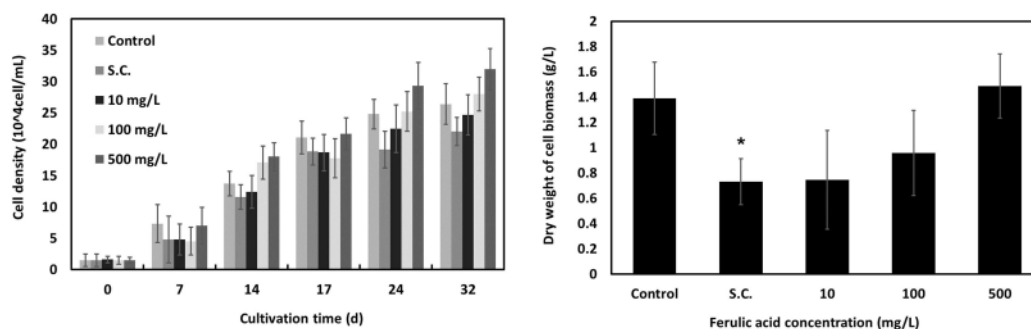 40
35
30
25
20
15
10
5
0
Cell density (10^4cell/mL)
Control
S.C.
10 mg/L
100 mg/L
500 mg/L
0 7 14 17 24 32
Cultivation time (d)
2
1.8
1.6
1.4
1.2
1
0.8
0.6
0.4
0.2
0
Dry weight of cell biomass (g/L)
*
Control S.C. 10 100 500
Ferulic acid concentration (mg/L)